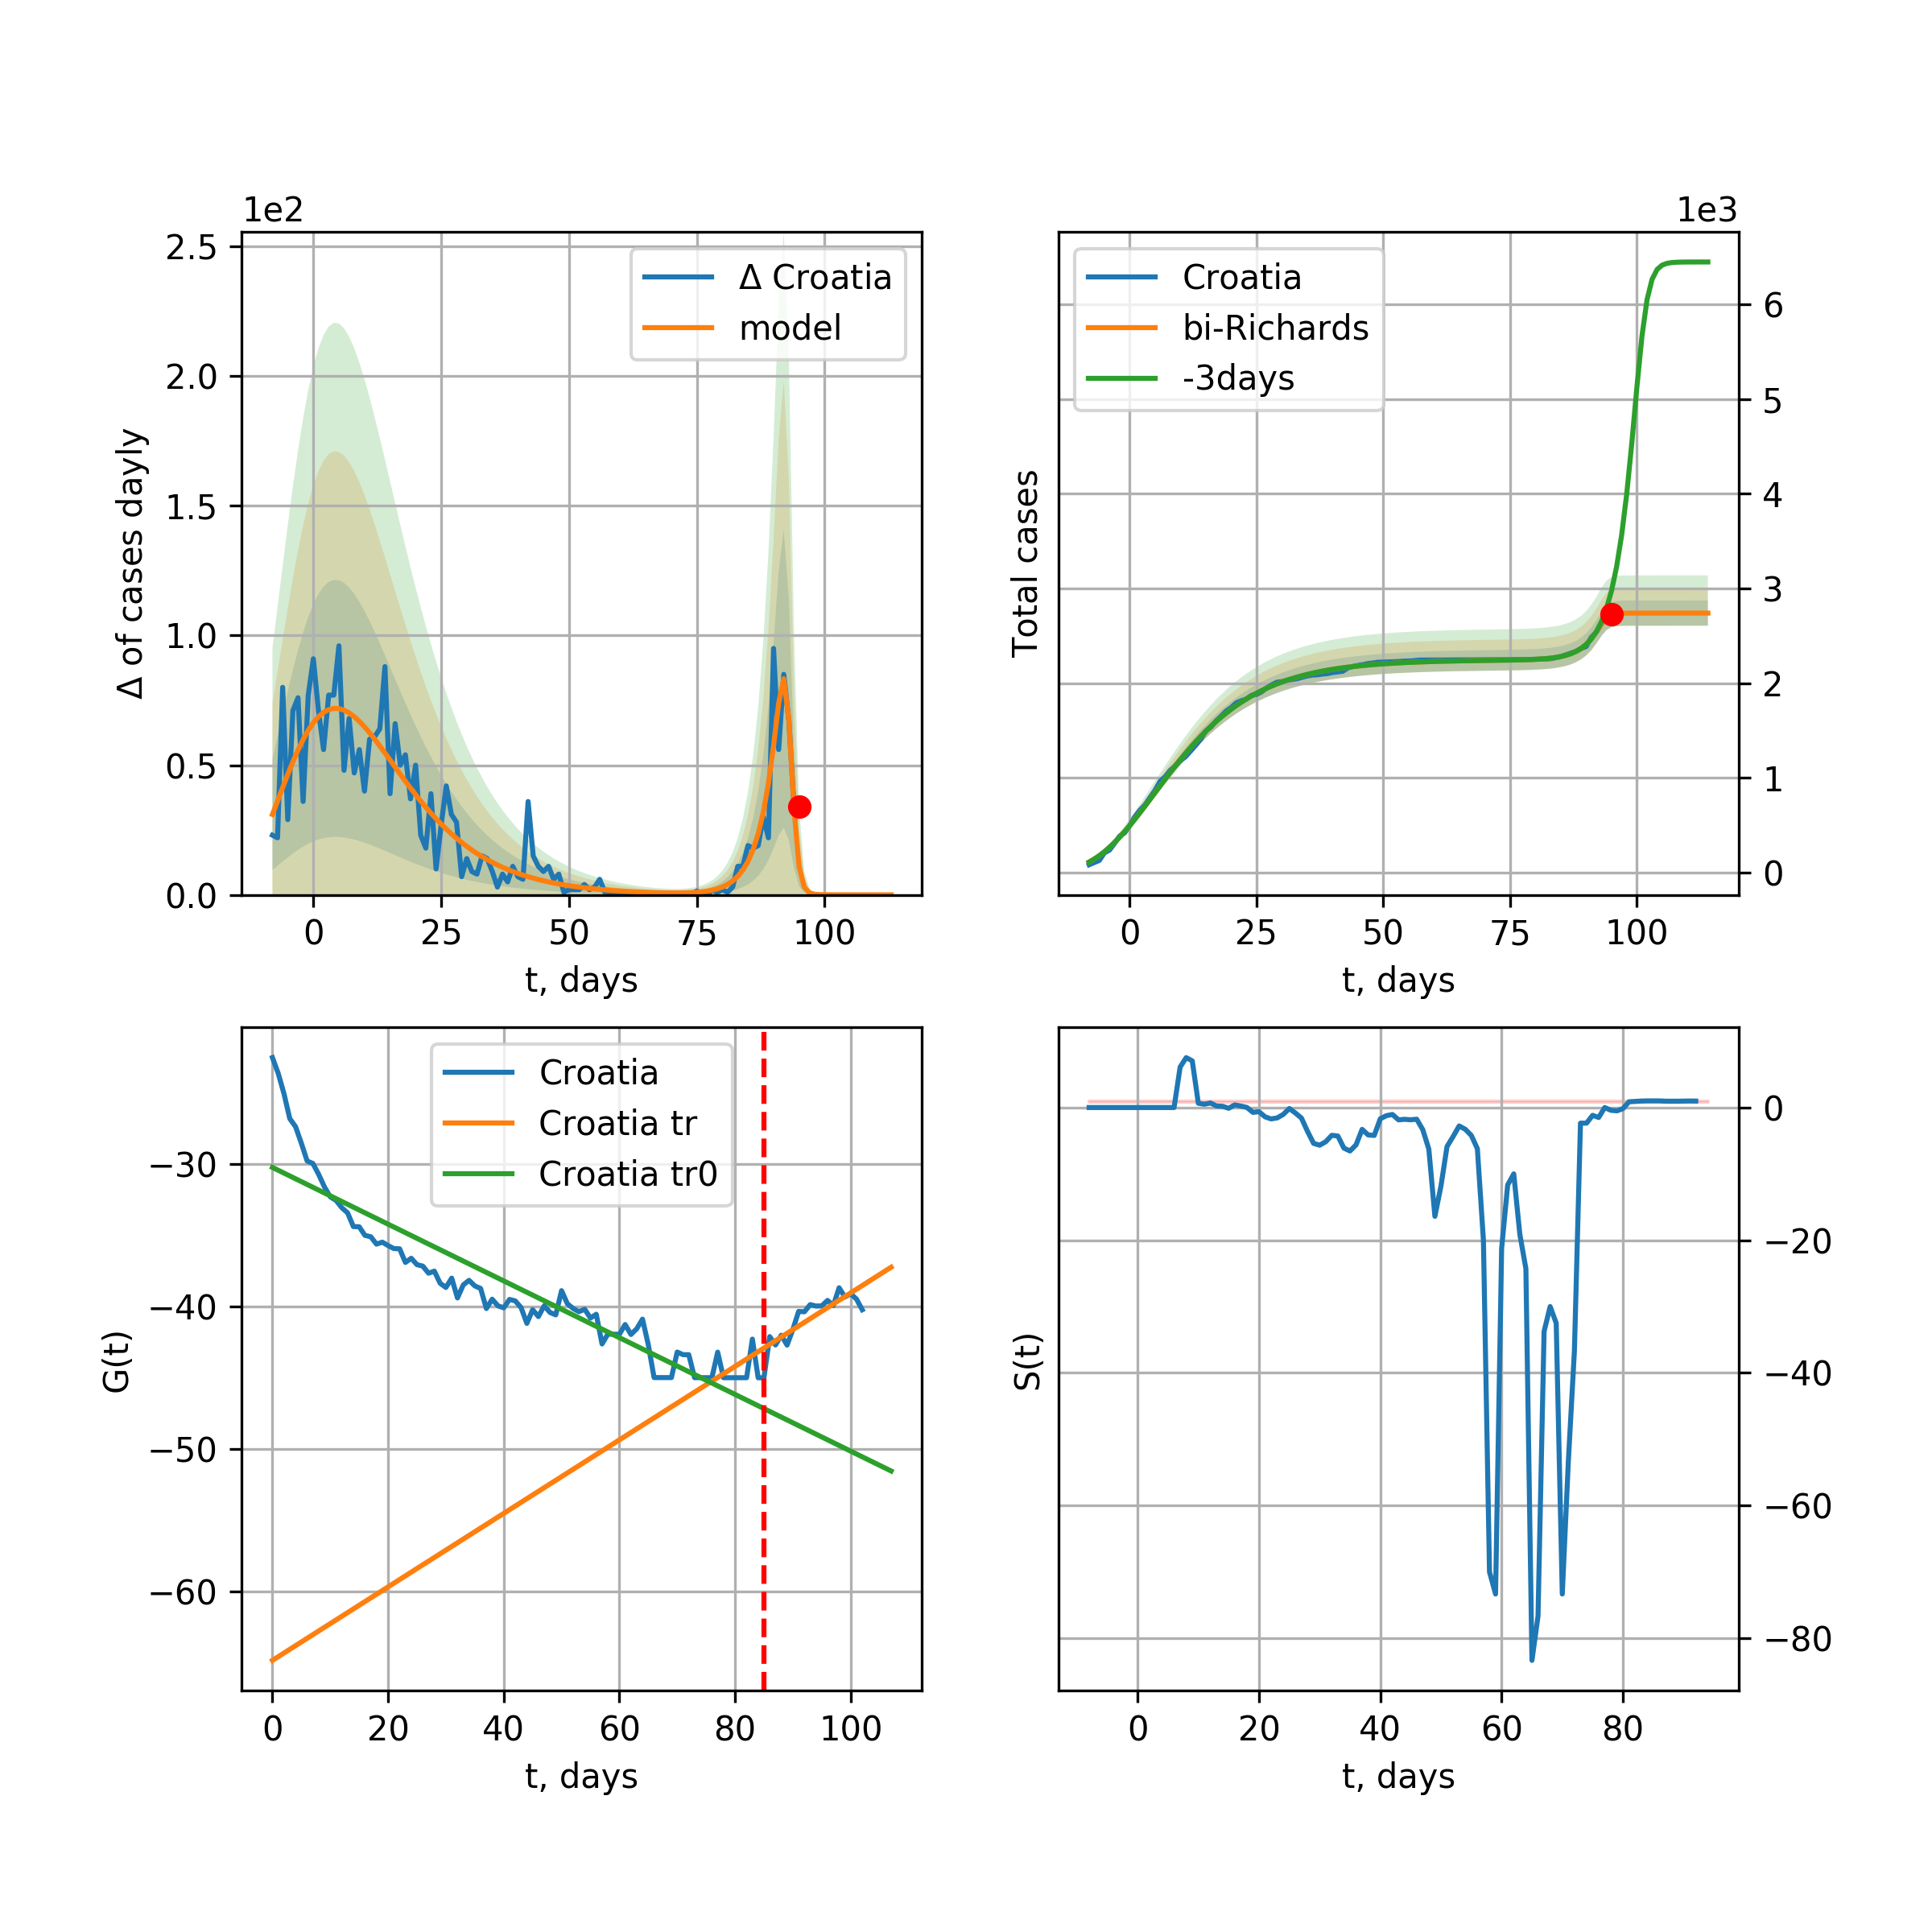 1e2
2.5
2.0
1.5
1.0
0.5
0.0
Δ of cases dayly
Δ Croatia
model
0 25 50 75 100
t, days
1e3
Croatia
bi-Richards
-3days
Total cases
6
5
4
3
2
1
0
0 25 50 75 100
t, days
Croatia
Croatia tr
Croatia tr0
G(t)
−30
−40
−50
−60
0 20 40 60 80 100
t, days
S(t)
0
−20
−40
−60
−80
0 20 40 60 80
t, days